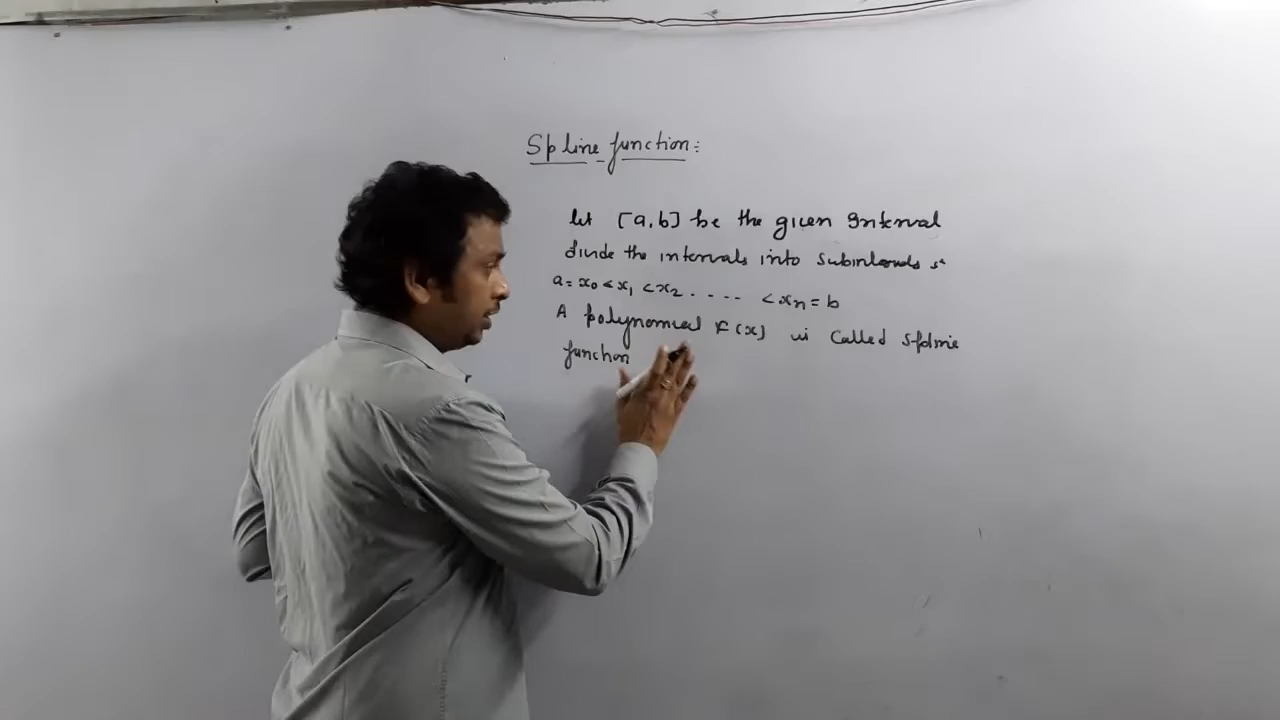 Spline function:
let [a,b] be the given Interval
divide the intervals into subintervals
a = x₀ < x₁ < x₂ . . . . < xₙ = b
A polynomial F(x) is called spline
function